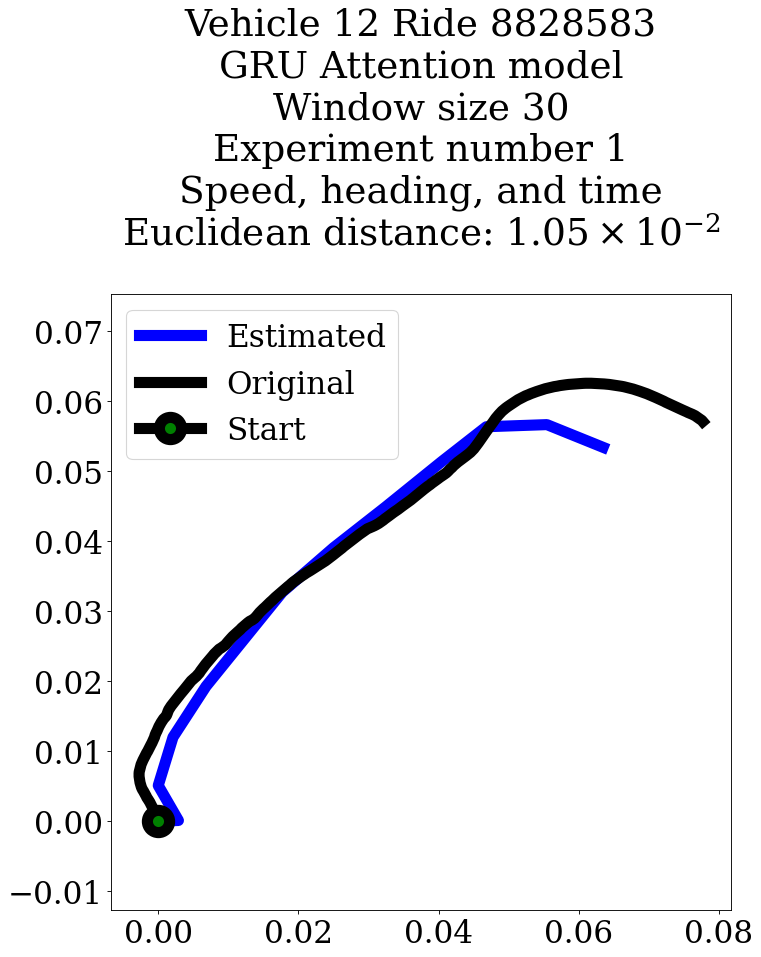 Vehicle 12 Ride 8828583
GRU Attention model
Window size 30
Experiment number 1
Speed, heading, and time
Euclidean distance: 1.05 × 10⁻²
Estimated
Original
Start
0.07
0.06
0.05
0.04
0.03
0.02
0.01
0.00
−0.01
0.00 0.02 0.04 0.06 0.08